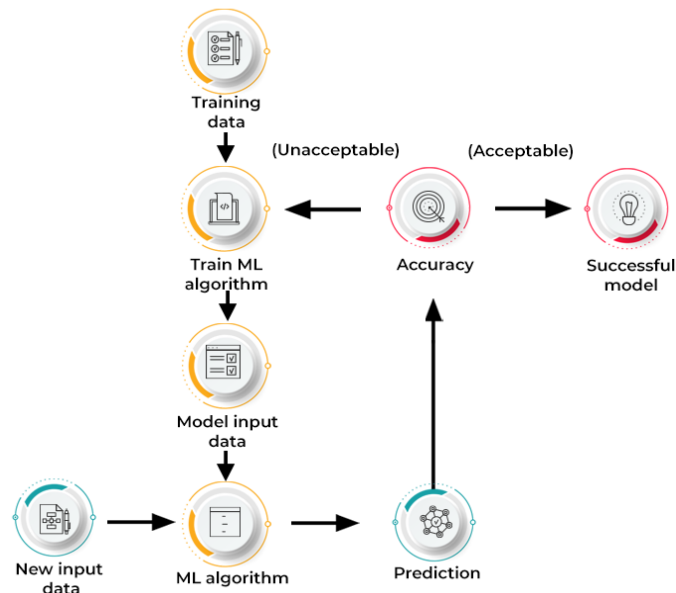 Training
data
(Unacceptable)
(Acceptable)
Train ML
algorithm
Accuracy
Successful
model
Model input
data
New input
data
ML algorithm
Prediction